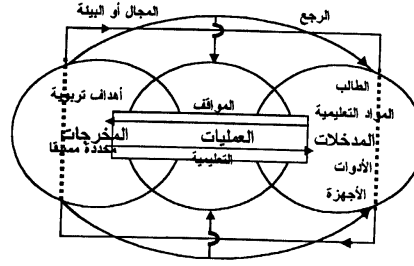 الرجع
المجال أو البيئة
الطالب
المواد التعليمية
المدخلات
الأدوات
الأجهزة
المواقف
العمليات
التعليمية
أهداف تربوية
المخرجات
محددة مسبقا